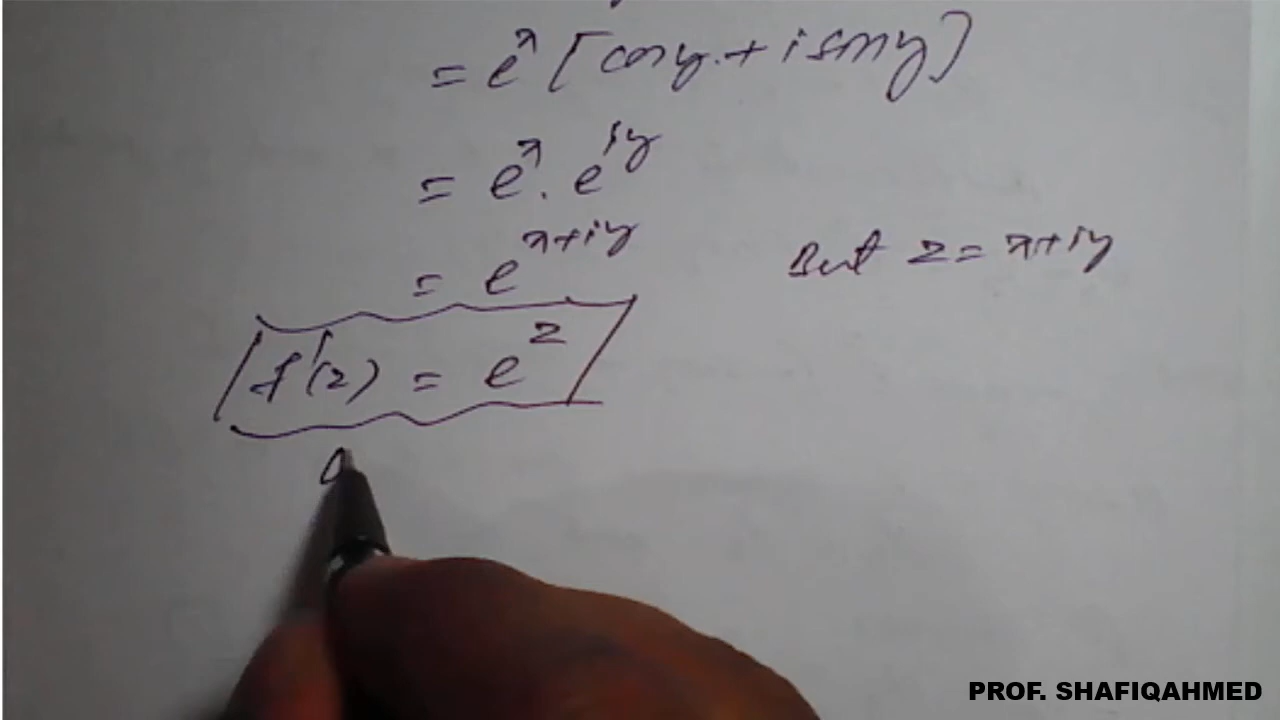 = e^x [cos y + i sin y]
= e^x . e^iy
= e^x+iy
But z = x+iy
f'(z) = e^z
PROF. SHAFIQAHMED